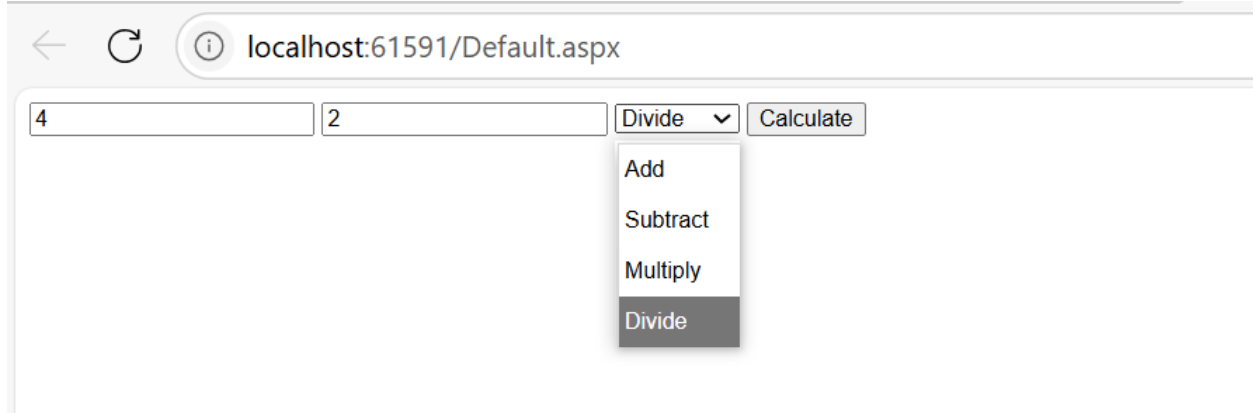 localhost:61591/Default.aspx
4 2 Divide Calculate
Add
Subtract
Multiply
Divide